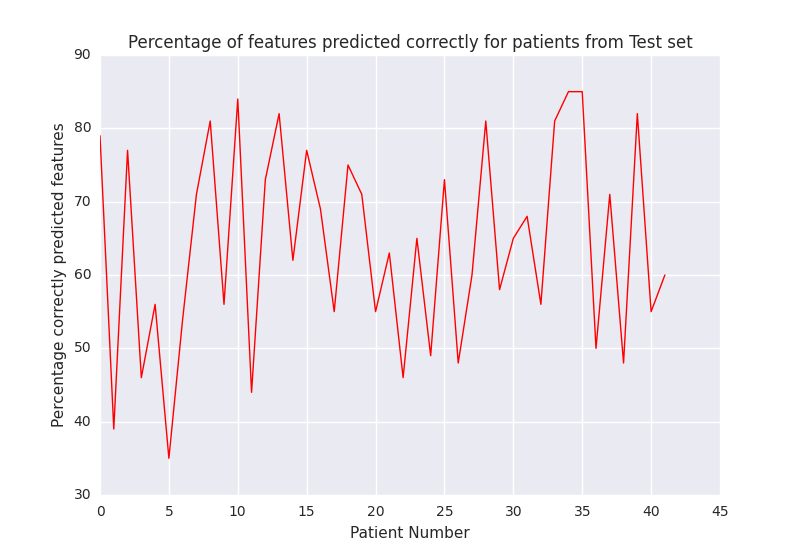 Percentage of features predicted correctly for patients from Test set
90
80
70
60
50
40
30
Percentage correctly predicted features
0 5 10 15 20 25 30 35 40 45
Patient Number